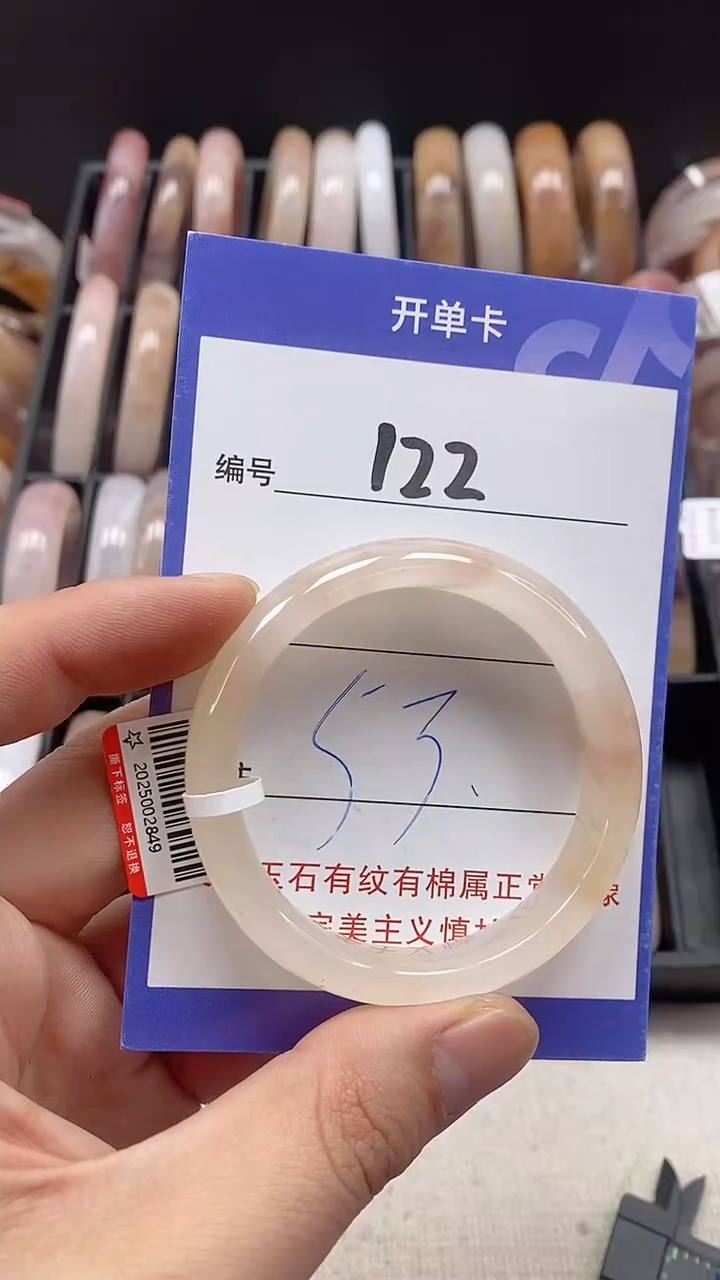 开单卡
编号 122
53.
2025002849
撕下标签 恕不退换
玉石有纹有棉属正常
完美主义慎